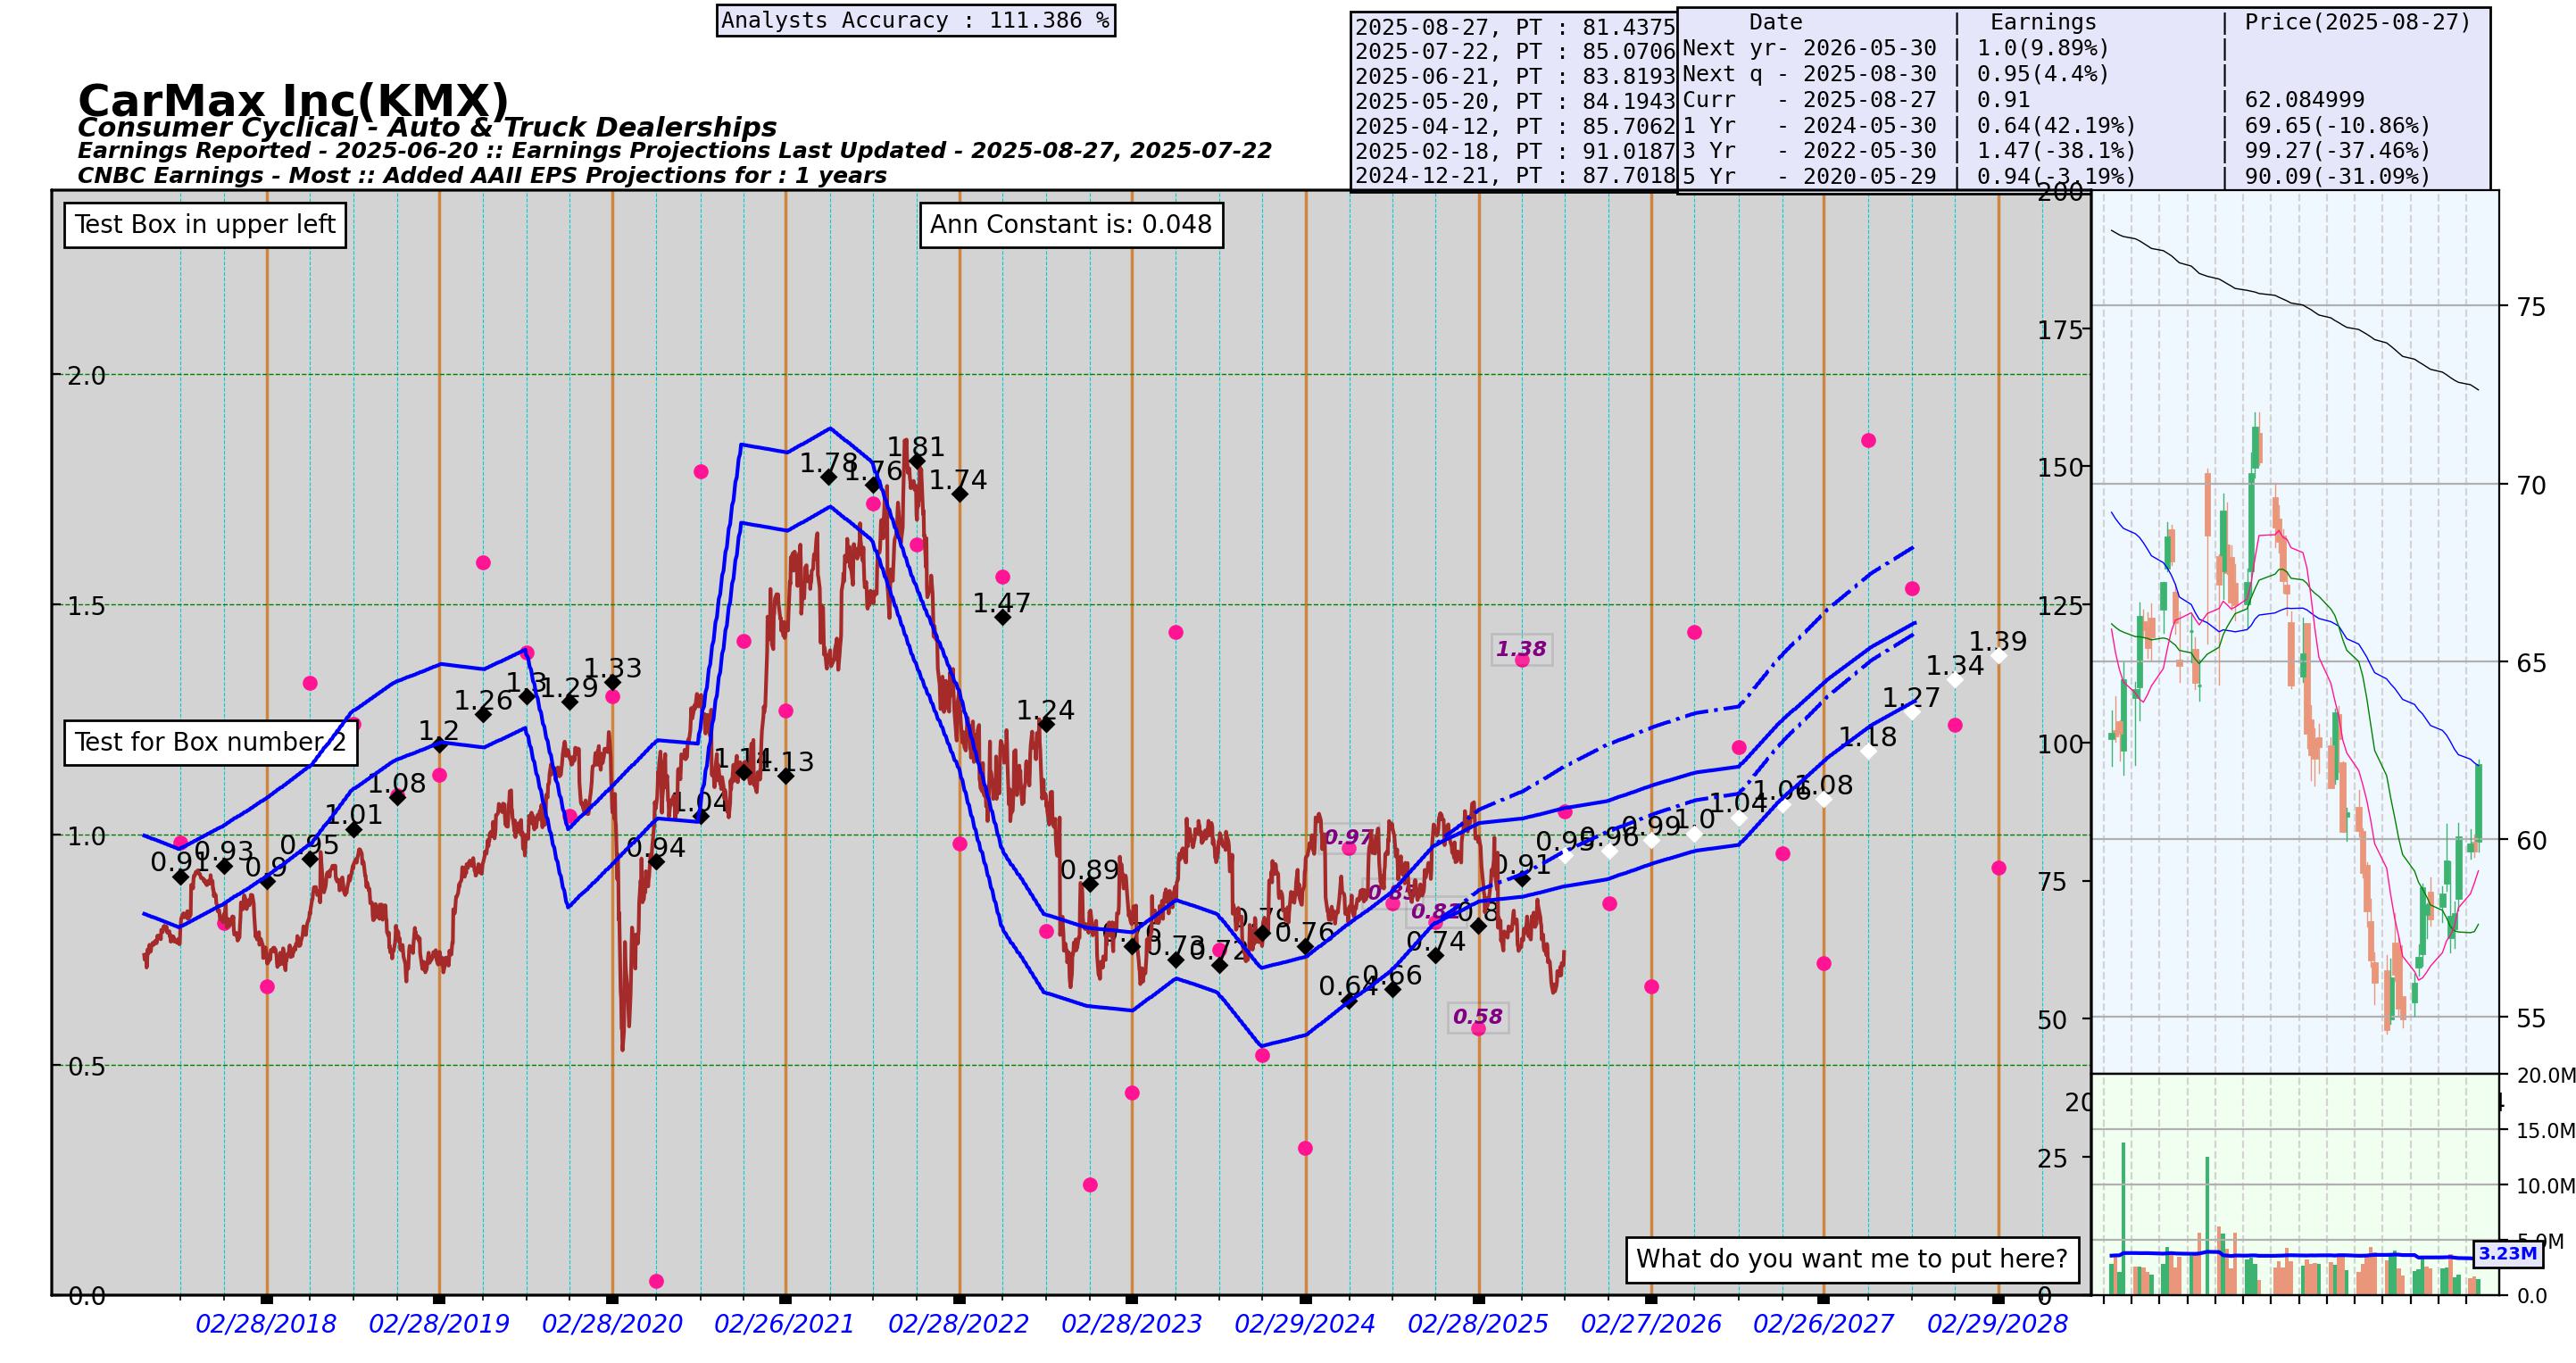 Analysts Accuracy : 111.386 %
2025-08-27, PT : 81.4375
2025-07-22, PT : 85.0706
2025-06-21, PT : 83.8193
2025-05-20, PT : 84.1943
2025-04-12, PT : 85.7062
2025-02-18, PT : 91.0187
2024-12-21, PT : 87.7018
Date | Earnings | Price(2025-08-27)
Next yr- 2026-05-30 | 1.0(9.89%) |
Next q - 2025-08-30 | 0.95(4.4%) |
Curr - 2025-08-27 | 0.91 | 62.084999
1 Yr - 2024-05-30 | 0.64(42.19%) | 69.65(-10.86%)
3 Yr - 2022-05-30 | 1.47(-38.1%) | 99.27(-37.46%)
5 Yr - 2020-05-29 | 0.94(-3.19%) | 90.09(-31.09%)
CarMax Inc(KMX)
Consumer Cyclical - Auto & Truck Dealerships
Earnings Reported - 2025-06-20 :: Earnings Projections Last Updated - 2025-08-27, 2025-07-22
CNBC Earnings - Most :: Added AAII EPS Projections for : 1 years
Test Box in upper left
Ann Constant is: 0.048
Test for Box number 2
What do you want me to put here?
2.0
1.5
1.0
0.5
0.0
0.91
0.93
0.9
0.95
1.01
1.08
1.2
1.26
1.3
1.29
1.33
0.94
1.04
1.14
1.13
1.78
1.76
1.81
1.74
1.47
1.24
0.89
0.76
0.73
0.72
0.79
0.76
0.64
0.66
0.74
0.8
0.91
0.95
0.96
0.99
1.0
1.04
1.06
1.08
1.18
1.27
1.34
1.39
0.97
0.85
0.58
1.38
200
175
150
125
100
75
50
25
0
75
70
65
60
55
20.0M
15.0M
10.0M
5.0M
3.23M
0.0
02/28/2018
02/28/2019
02/28/2020
02/26/2021
02/28/2022
02/28/2023
02/29/2024
02/28/2025
02/27/2026
02/26/2027
02/29/2028